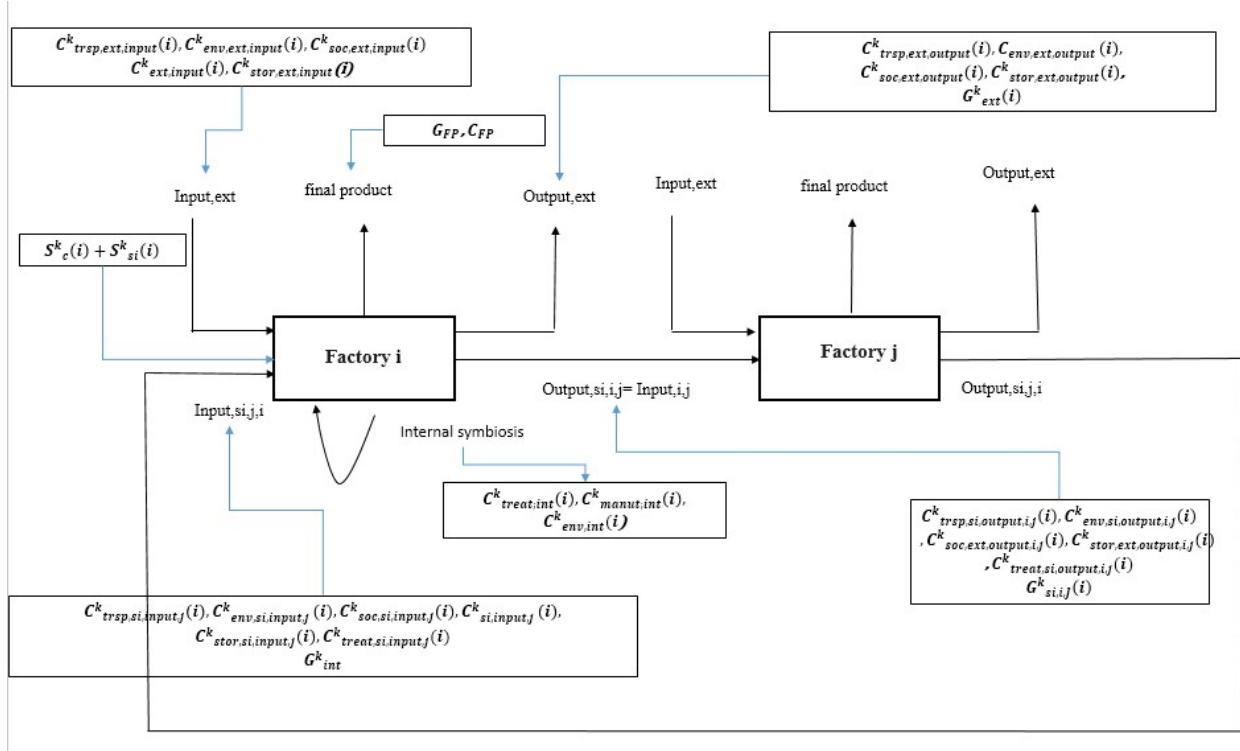 C^k_{trsp,ext,input}(i), C^k_{env,ext,input}(i), C^k_{soc,ext,input}(i)
C^k_{ext,input}(i), C^k_{stor,ext,input}(i)
C^k_{trsp,ext,output}(i), C_{env,ext,output}(i),
C^k_{soc,ext,output}(i), C^k_{stor,ext,output}(i),
G^k_{ext}(i)
G_{FP}, C_{FP}
Input,ext
final product
Output,ext
Input,ext
final product
Output,ext
S^k_c(i) + S^k_{si}(i)
Factory i
Factory j
Input,si,j,i
Output,si,i,j= Input,i,j
Output,si,j,i
Internal symbiosis
C^k_{treat,int}(i), C^k_{manut,int}(i),
C^k_{env,int}(i)
C^k_{trsp,si,output,i,j}(i), C^k_{env,si,output,i,j}(i)
, C^k_{soc,ext,output,i,j}(i), C^k_{stor,ext,output,i,j}(i)
, C^k_{treat,si,output,i,j}(i)
G^k_{si,i,j}(i)
C^k_{trsp,si,input,j}(i), C^k_{env,si,input,j}(i), C^k_{soc,si,input,j}(i), C^k_{si,input,j}(i),
C^k_{stor,si,input,j}(i), C^k_{treat,si,input,j}(i)
G^k_{int}